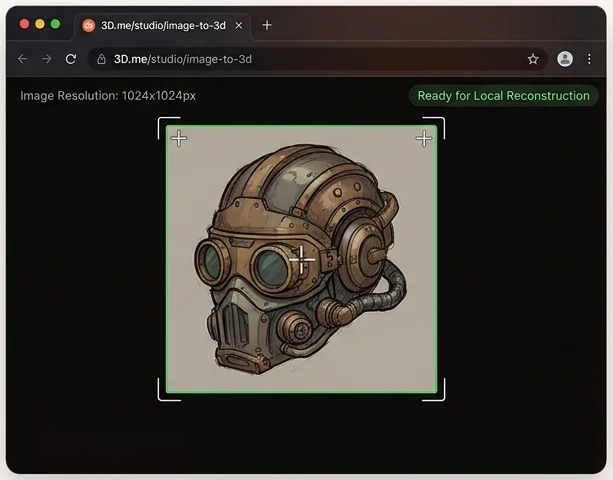 3D.me/studio/image-to-3d
3D.me/studio/image-to-3d
Image Resolution: 1024x1024px
Ready for Local Reconstruction